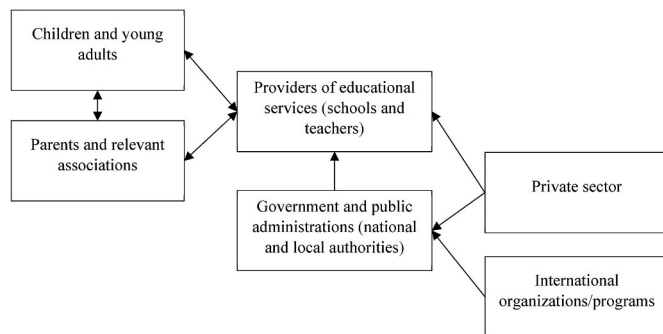 Children and young
adults
Providers of educational
services (schools and
teachers)
Parents and relevant
associations
Private sector
Government and public
administrations (national
and local authorities)
International
organizations/programs